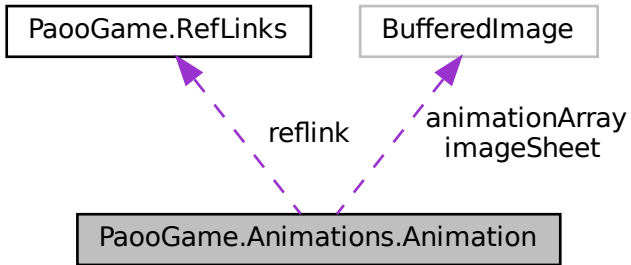 PaooGame.RefLinks
BufferedImage
reflink
animationArray
imageSheet
PaooGame.Animations.Animation